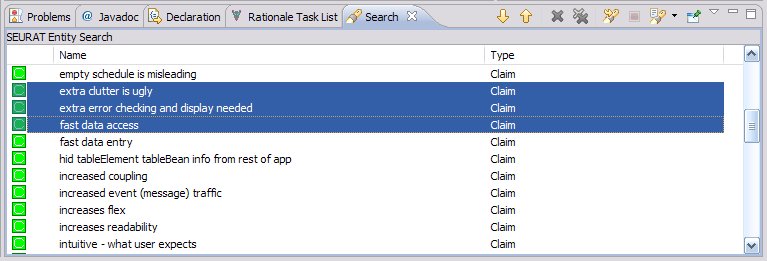 Problems @ Javadoc Declaration Rationale Task List Search
SEURAT Entity Search
Name Type
empty schedule is misleading Claim
extra clutter is ugly Claim
extra error checking and display needed Claim
fast data access Claim
fast data entry Claim
hid tableElement tableBean info from rest of app Claim
increased coupling Claim
increased event (message) traffic Claim
increases flex Claim
increases readability Claim
intuitive - what user expects Claim